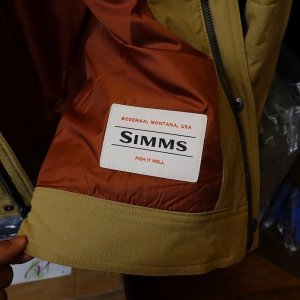 BOZEMAN, MONTANA, USA
SIMMS
FISH IT WELL